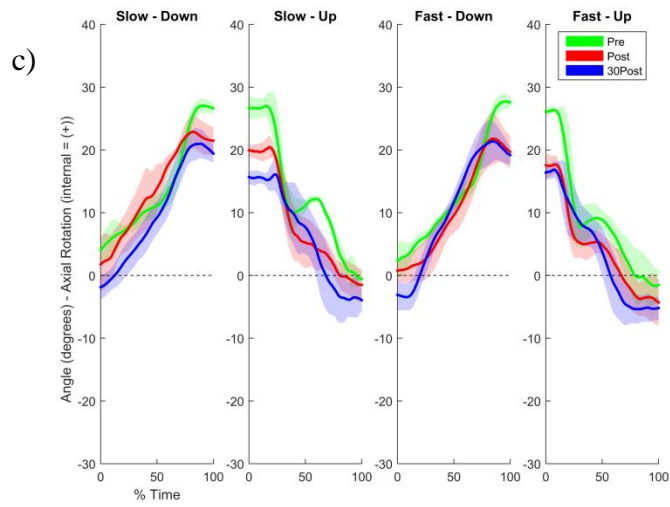 c)
Slow - Down
Slow - Up
Fast - Down
Fast - Up
Pre
Post
30Post
Angle (degrees) - Axial Rotation (internal = (+))
40
30
20
10
0
-10
-20
-30
40
30
20
10
0
-10
-20
-30
40
30
20
10
0
-10
-20
-30
40
30
20
10
0
-10
-20
-30
0 50 100
0 50 100
0 50 100
0 50 100
% Time